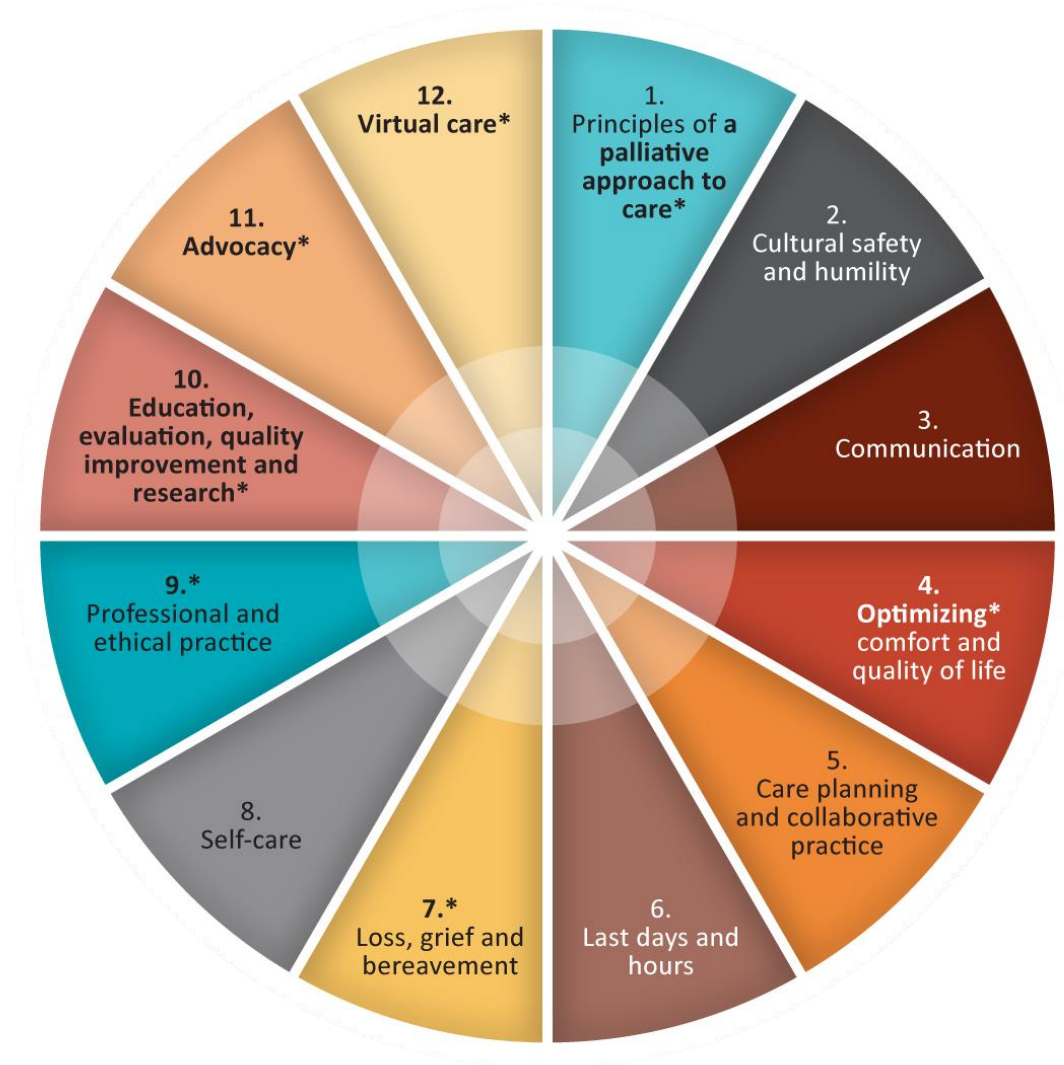 1.
Principles of a
palliative
approach to
care*
2.
Cultural safety
and humility
3.
Communication
4.
Optimizing*
comfort and
quality of life
5.
Care planning
and collaborative
practice
6.
Last days and
hours
7.*
Loss, grief and
bereavement
8.
Self-care
9.*
Professional and
ethical practice
10.
Education,
evaluation, quality
improvement and
research*
11.
Advocacy*
12.
Virtual care*